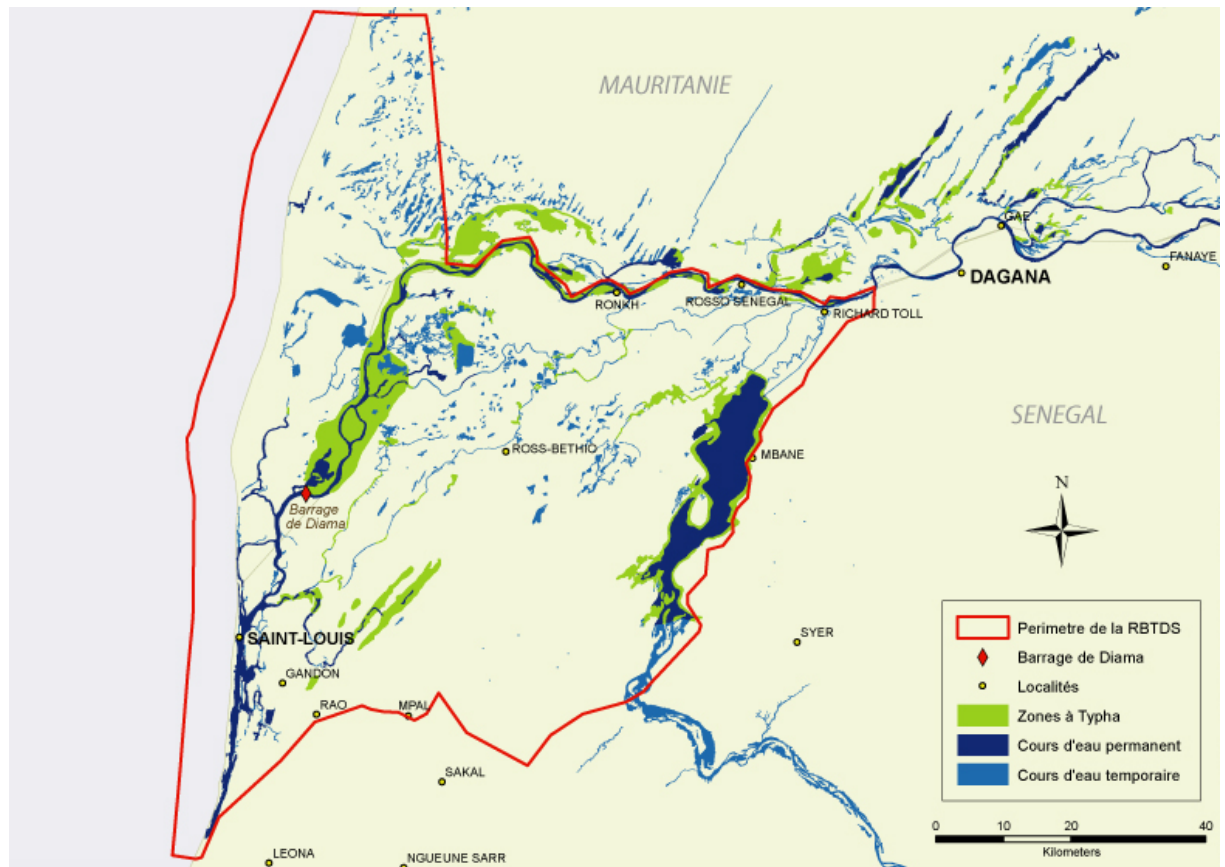 MAURITANIE
GAE
FANAYE
DAGANA
RONKH
ROSSO SENEGAL
RICHARD TOLL
SENEGAL
ROSS-BETHIO
MBANE
Barrage
de Diama
N
SAINT-LOUIS
SYER
GANDON
RAO
MPAL
SAKAL
LEONA
NGUEUNE SARR
Perimetre de la RBTDS
Barrage de Diama
Localités
Zones à Typha
Cours d'eau permanent
Cours d'eau temporaire
0 10 20 40
Kilometers